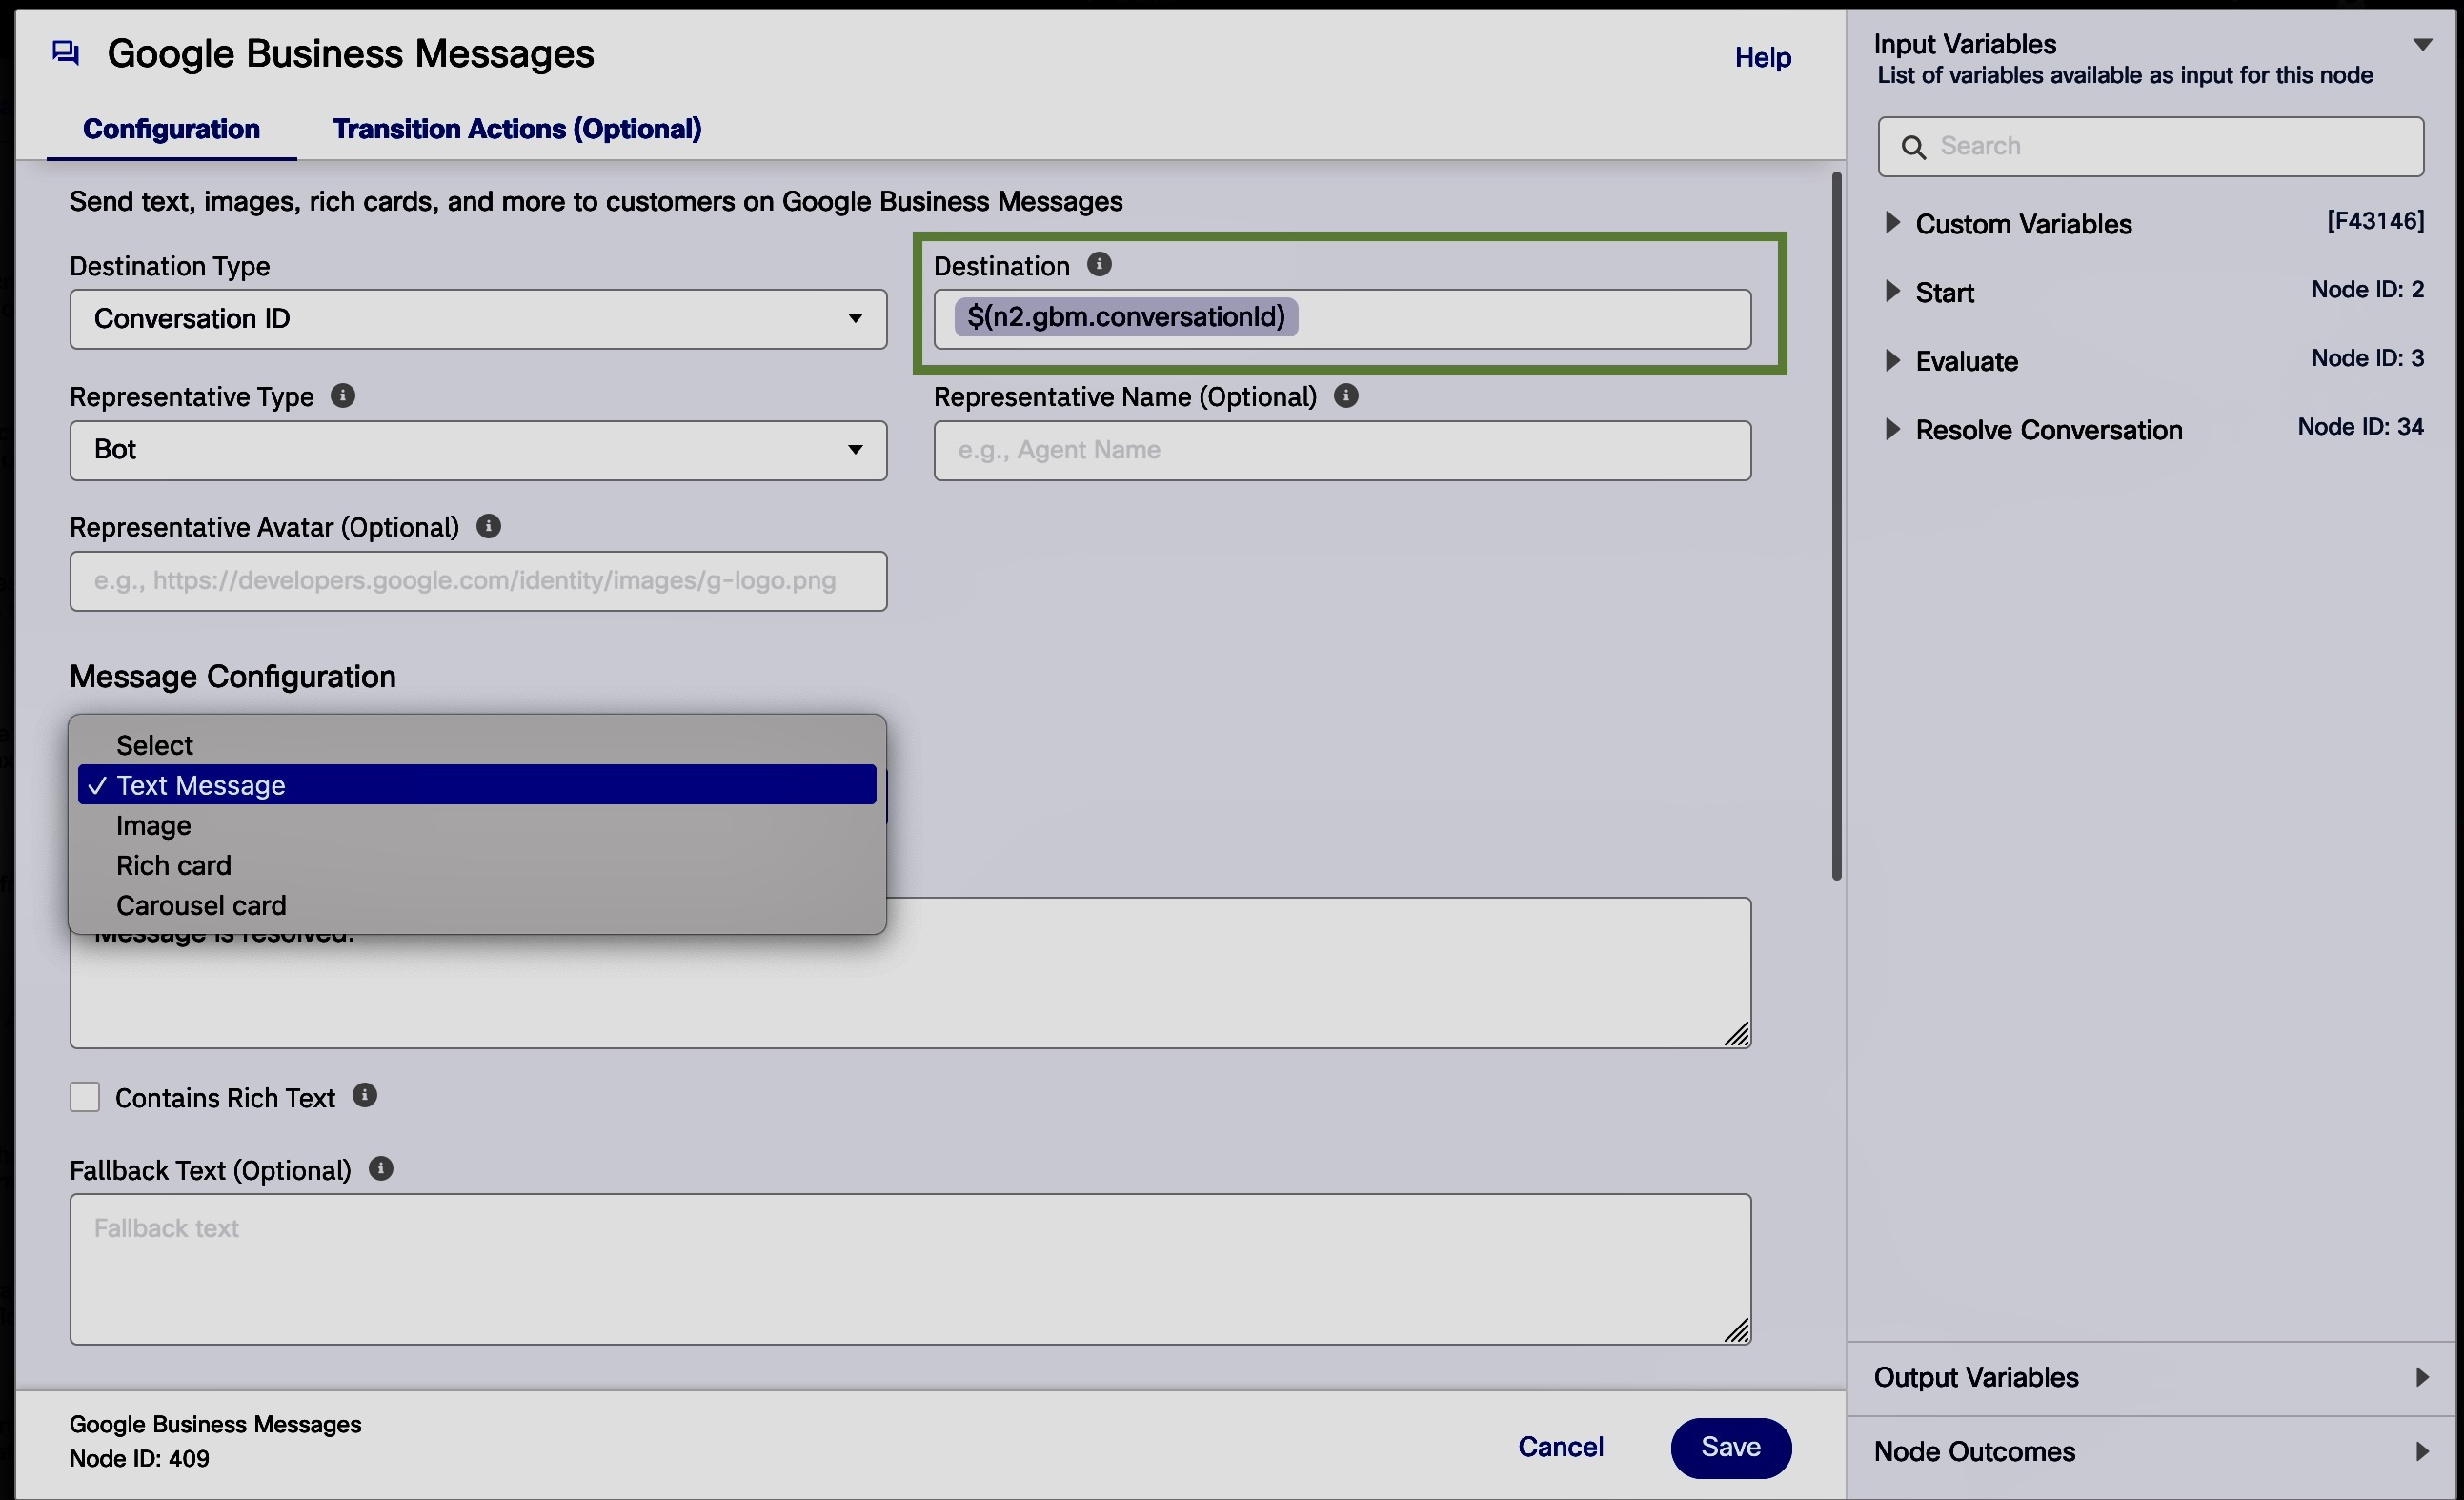 Google Business Messages
Help
Configuration
Transition Actions (Optional)
Send text, images, rich cards, and more to customers on Google Business Messages
Destination Type
Destination
Conversation ID
$(n2.gbm.conversationId)
Representative Type
Representative Name (Optional)
Bot
e.g., Agent Name
Representative Avatar (Optional)
e.g., https://developers.google.com/identity/images/g-logo.png
Message Configuration
Select
✓ Text Message
Image
Rich card
Carousel card
Message is resolved.
Contains Rich Text
Fallback Text (Optional)
Fallback text
Google Business Messages
Node ID: 409
Cancel
Save
Input Variables
List of variables available as input for this node
Search
Custom Variables [F43146]
Start Node ID: 2
Evaluate Node ID: 3
Resolve Conversation Node ID: 34
Output Variables
Node Outcomes